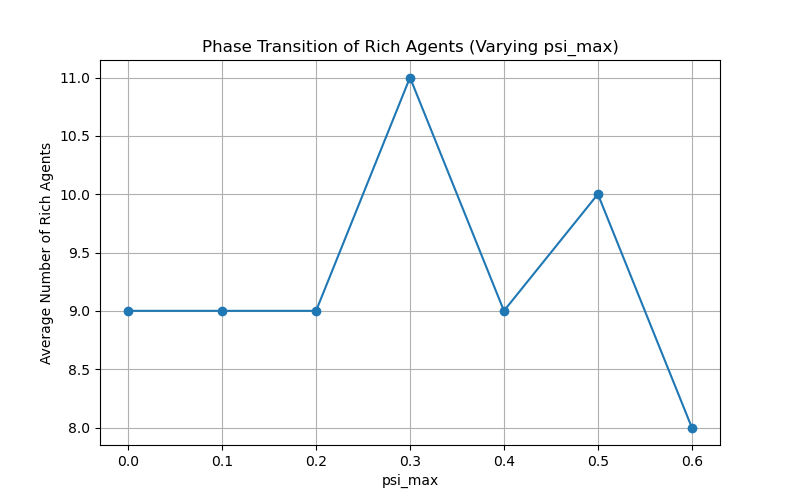 Phase Transition of Rich Agents (Varying psi_max)
Average Number of Rich Agents
11.0
10.5
10.0
9.5
9.0
8.5
8.0
0.0 0.1 0.2 0.3 0.4 0.5 0.6
psi_max